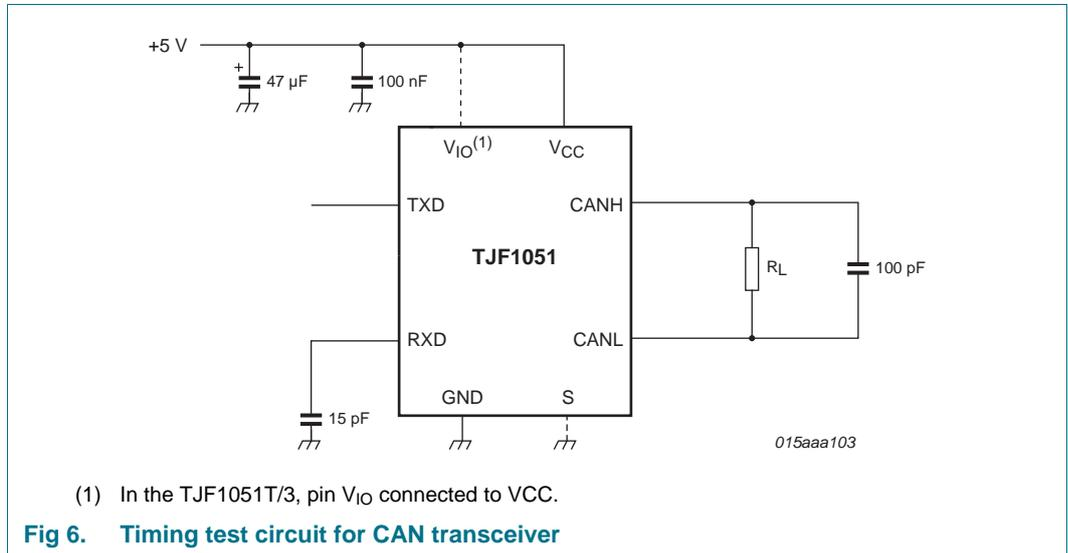 +5 V
+
47 μF
100 nF
VIO(1)
VCC
TXD
CANH
TJF1051
RL
100 pF
RXD
CANL
GND
S
15 pF
015aaa103
(1) In the TJF1051T/3, pin VIO connected to VCC.
Fig 6. Timing test circuit for CAN transceiver